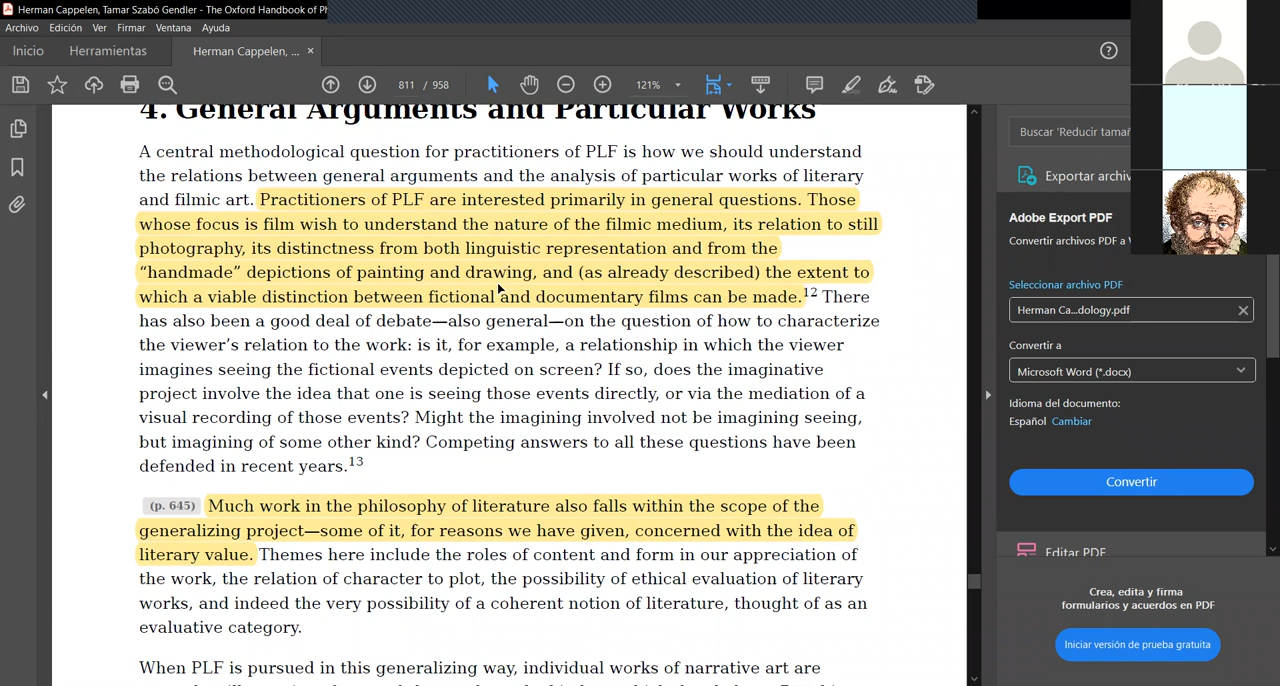 Herman Cappelen, Tamar Szabó Gendler - The Oxford Handbook of
Archivo Edición Ver Firmar Ventana Ayuda
Inicio Herramientas Herman Cappelen, ... ×
811 / 958 121%
4. General Arguments and Particular Works
A central methodological question for practitioners of PLF is how we should understand
the relations between general arguments and the analysis of particular works of literary
and filmic art. Practitioners of PLF are interested primarily in general questions. Those
whose focus is film wish to understand the nature of the filmic medium, its relation to still
photography, its distinctness from both linguistic representation and from the
“handmade” depictions of painting and drawing, and (as already described) the extent to
which a viable distinction between fictional and documentary films can be made.12 There
has also been a good deal of debate—also general—on the question of how to characterize
the viewer’s relation to the work: is it, for example, a relationship in which the viewer
imagines seeing the fictional events depicted on screen? If so, does the imaginative
project involve the idea that one is seeing those events directly, or via the mediation of a
visual recording of those events? Might the imagining involved not be imagining seeing,
but imagining of some other kind? Competing answers to all these questions have been
defended in recent years.13
(p. 645) Much work in the philosophy of literature also falls within the scope of the
generalizing project—some of it, for reasons we have given, concerned with the idea of
literary value. Themes here include the roles of content and form in our appreciation of
the work, the relation of character to plot, the possibility of ethical evaluation of literary
works, and indeed the very possibility of a coherent notion of literature, thought of as an
evaluative category.
When PLF is pursued in this generalizing way, individual works of narrative art are
Buscar 'Reducir tamañ
Exportar archiv
Adobe Export PDF
Convertir archivos PDF a
Seleccionar archivo PDF
Herman Ca...dology.pdf
Convertir a
Microsoft Word (*.docx)
Idioma del documento:
Español Cambiar
Convertir
Editar PDF
Crea, edita y firma
formularios y acuerdos en PDF
Iniciar versión de prueba gratuita